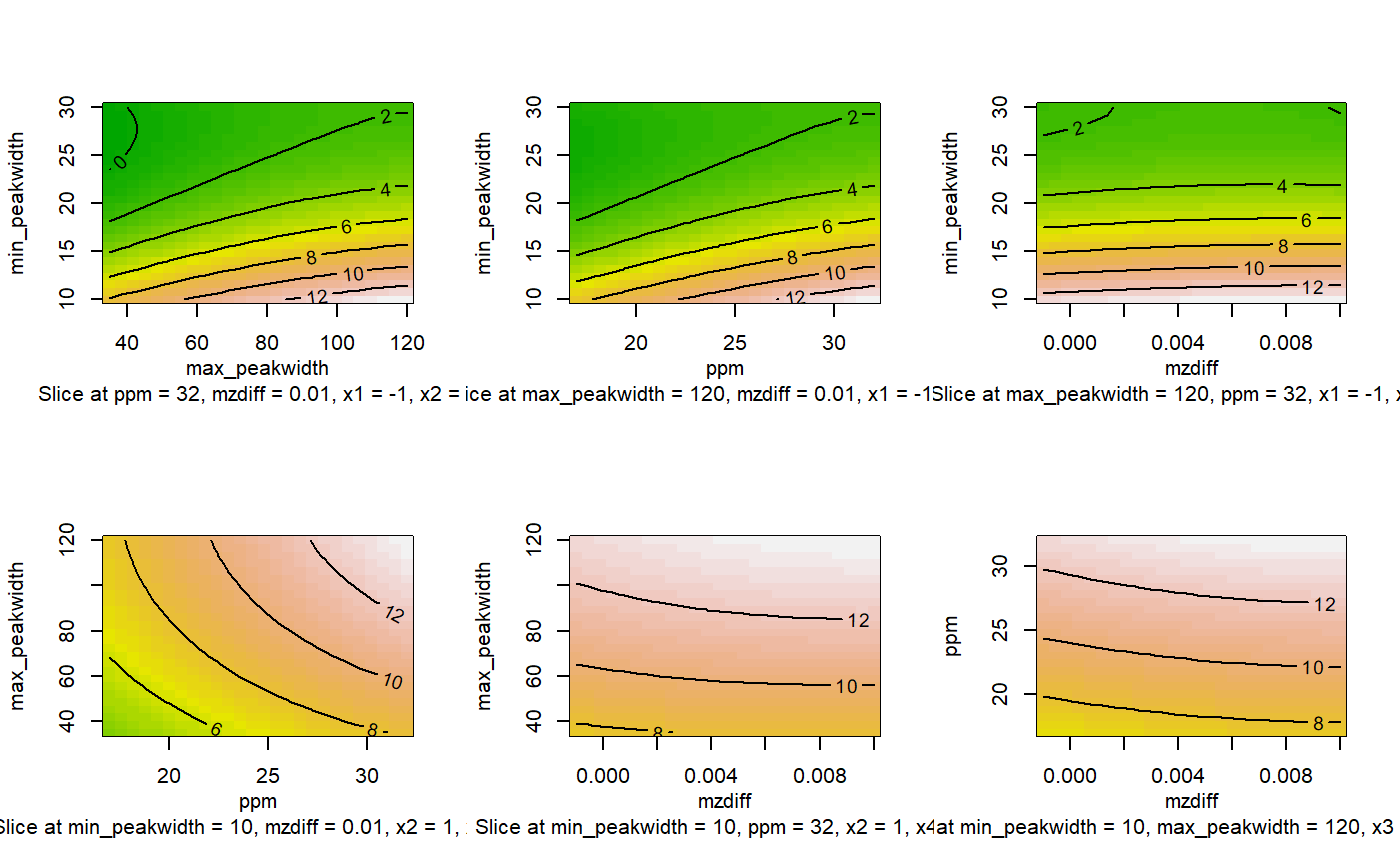 30
25
20
15
10
min_peakwidth
0
2
4
6
8
10
12
40 60 80 100 120
max_peakwidth
Slice at ppm = 32, mzdiff = 0.01, x1 = -1, x2 =
30
25
20
15
10
min_peakwidth
2
4
6
8
10
12
20 25 30
ppm
ice at max_peakwidth = 120, mzdiff = 0.01, x1 = -1
30
25
20
15
10
min_peakwidth
2
4
6
8
10
12
0.000 0.004 0.008
mzdiff
Slice at max_peakwidth = 120, ppm = 32, x1 = -1, x
120
80
60
40
max_peakwidth
12
10
8
6
20 25 30
ppm
Slice at min_peakwidth = 10, mzdiff = 0.01, x2 = 1,
120
80
60
40
max_peakwidth
12
10
8
0.000 0.004 0.008
mzdiff
Slice at min_peakwidth = 10, ppm = 32, x2 = 1, x4
30
25
20
ppm
12
10
8
0.000 0.004 0.008
mzdiff
at min_peakwidth = 10, max_peakwidth = 120, x3